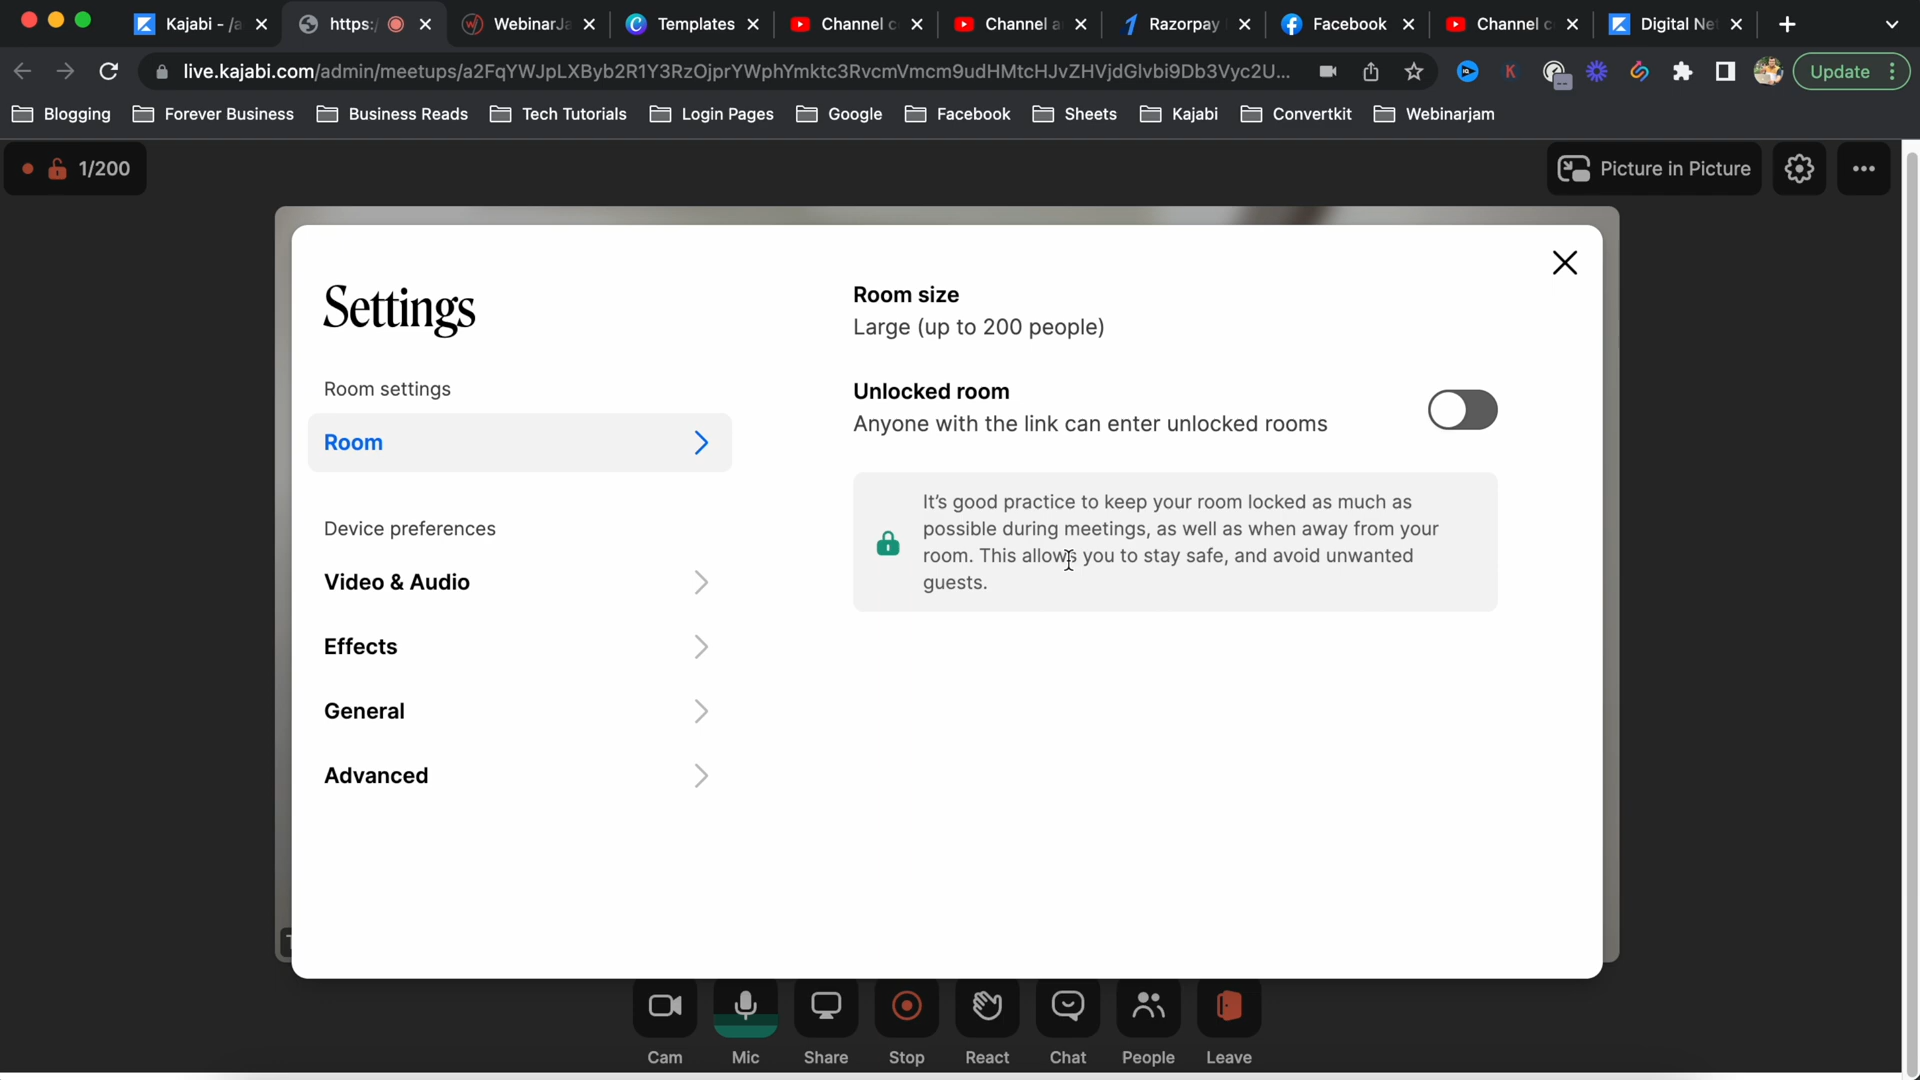 Kajabi - /a
https:/
WebinarJa
Templates
Channel c
Channel a
Razorpay
Facebook
Channel c
Digital Ne
live.kajabi.com/admin/meetups/a2FqYWJpLXByb2R1Y3RzOjprYWphYmktc3RvcmVmcm9udHMtcHJvZHVjdGlvbi9Db3Vyc2U...
Update
Blogging
Forever Business
Business Reads
Tech Tutorials
Login Pages
Google
Facebook
Sheets
Kajabi
Convertkit
Webinarjam
1/200
Picture in Picture
Settings
Room settings
Room
Device preferences
Video & Audio
Effects
General
Advanced
Room size
Large (up to 200 people)
Unlocked room
Anyone with the link can enter unlocked rooms
It's good practice to keep your room locked as much as
possible during meetings, as well as when away from your
room. This allows you to stay safe, and avoid unwanted
guests.
Cam
Mic
Share
Stop
React
Chat
People
Leave